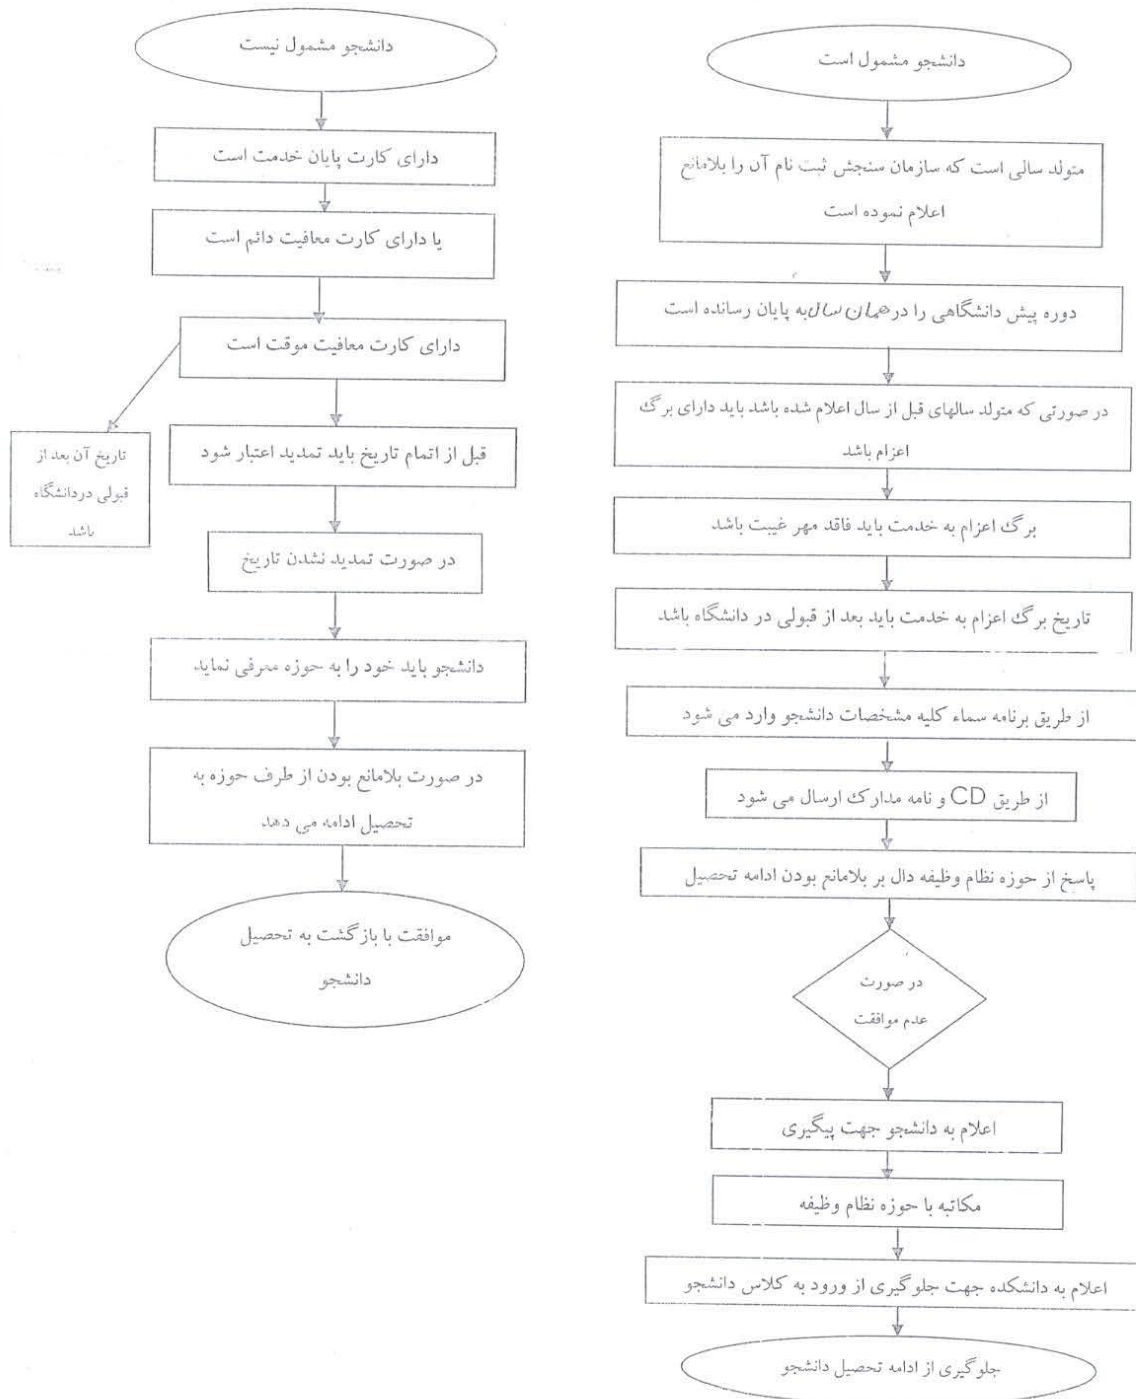 دانشجو مشمول است
متولد سالی است که سازمان سنجش ثبت نام آن را بلامانع
اعلام نموده است
دوره پیش دانشگاهی را در همان سال به پایان رسانده است
در صورتی که متولد سالهای قبل از سال اعلام شده باشد باید دارای برگ
اعزام باشد
برگ اعزام به خدمت باید فاقد مهر غیبت باشد
تاریخ برگ اعزام به خدمت باید بعد از قبولی در دانشگاه باشد
از طریق برنامه سماء کلیه مشخصات دانشجو وارد می شود
از طریق CD و نامه مدارک ارسال می شود
پاسخ از حوزه نظام وظیفه دال بر بلامانع بودن ادامه تحصیل
در صورت
عدم موافقت
اعلام به دانشجو جهت پیگیری
مکاتبه با حوزه نظام وظیفه
اعلام به دانشکده جهت جلوگیری از ورود به کلاس دانشجو
جلوگیری از ادامه تحصیل دانشجو
دانشجو مشمول نیست
دارای کارت پایان خدمت است
یا دارای کارت معافیت دائم است
دارای کارت معافیت موقت است
تاریخ آن بعد از
قبولی دردانشگاه
باشد
قبل از اتمام تاریخ باید تمدید اعتبار شود
در صورت تمدید نشدن تاریخ
دانشجو باید خود را به حوزه معرفی نماید
در صورت بلامانع بودن از طرف حوزه به
تحصیل ادامه می دهد
موافقت با بازگشت به تحصیل
دانشجو